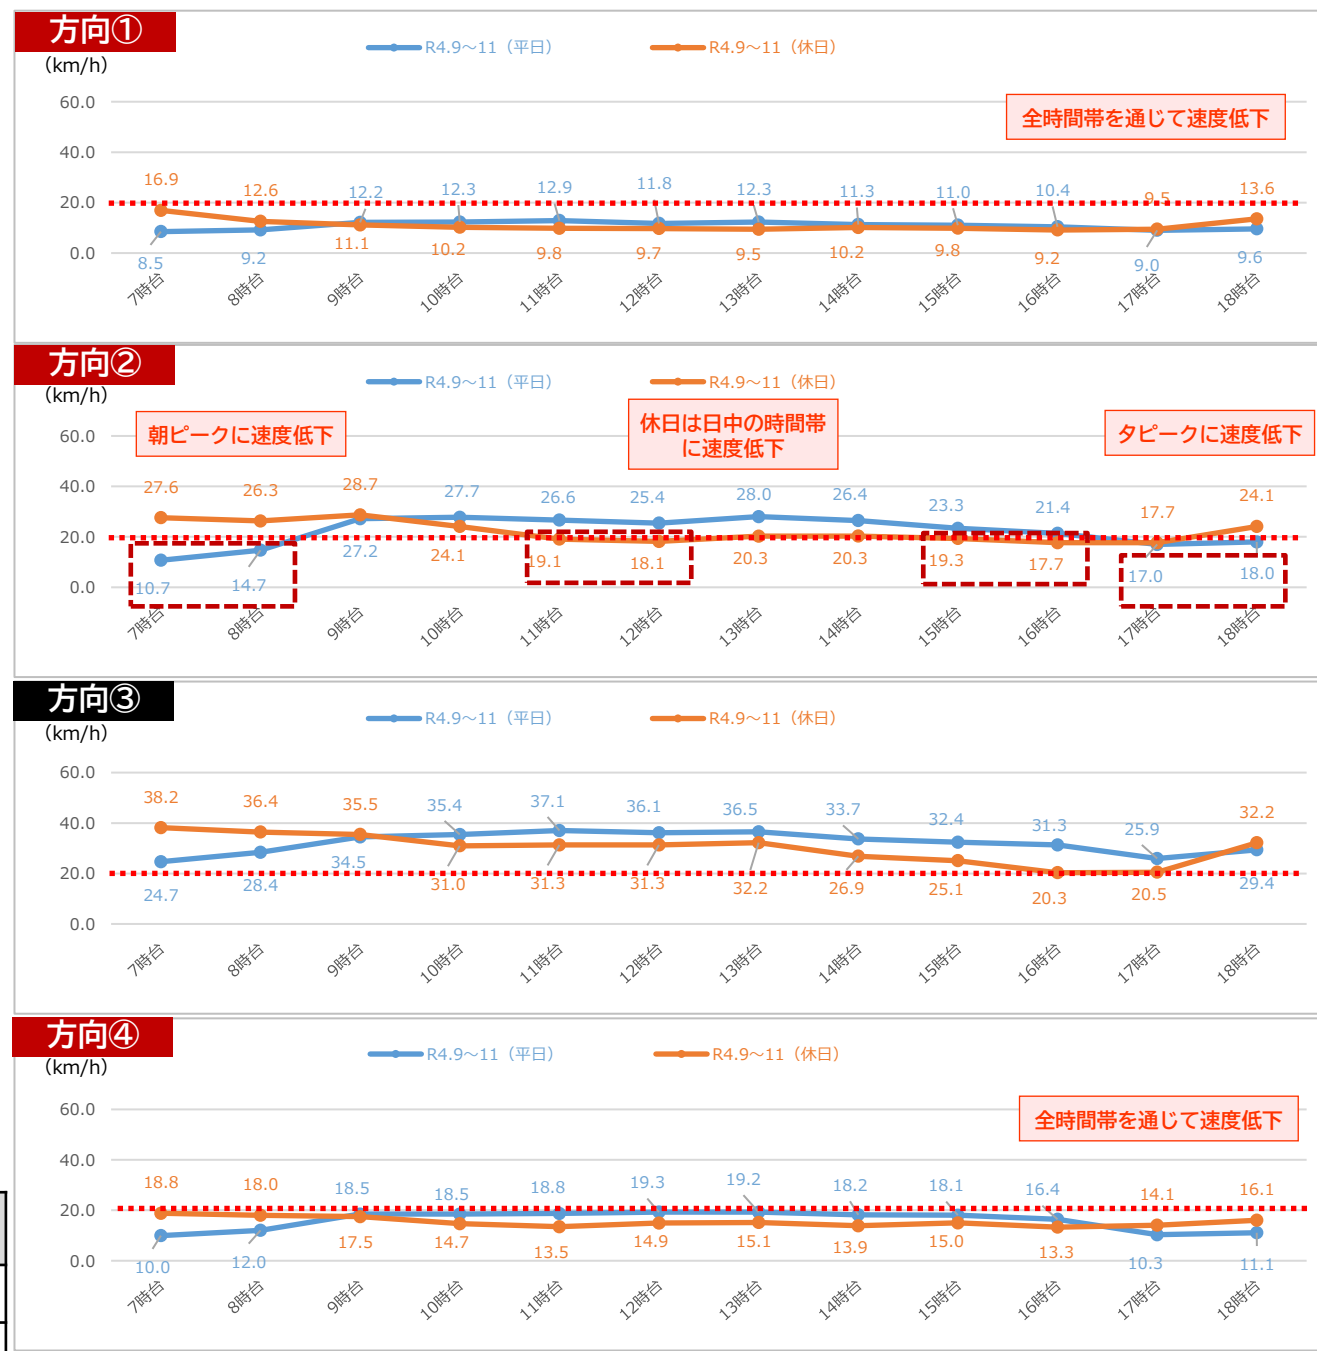 方向①
（km/h）
R4.9～11（平日）
R4.9～11（休日）
全時間帯を通じて速度低下
60.0
40.0
20.0
0.0
16.9 12.6 12.2 12.3 12.9 11.8 12.3 11.3 11.0 10.4 9.5 13.6
8.5 9.2 11.1 10.2 9.8 9.7 9.5 10.2 9.8 9.2 9.0 9.6
7時台 8時台 9時台 10時台 11時台 12時台 13時台 14時台 15時台 16時台 17時台 18時台
方向②
（km/h）
R4.9～11（平日）
R4.9～11（休日）
朝ピークに速度低下
休日は日中の時間帯
に速度低下
タピークに速度低下
60.0
40.0
20.0
0.0
27.6 26.3 28.7 27.7 26.6 25.4 28.0 26.4 23.3 21.4 17.7 24.1
10.7 14.7 27.2 24.1 19.1 18.1 20.3 20.3 19.3 17.7 17.0 18.0
7時台 8時台 9時台 10時台 11時台 12時台 13時台 14時台 15時台 16時台 17時台 18時台
方向③
（km/h）
R4.9～11（平日）
R4.9～11（休日）
60.0
40.0
20.0
0.0
38.2 36.4 35.5 35.4 37.1 36.1 36.5 33.7 32.4 31.3 25.9 32.2
24.7 28.4 34.5 31.0 31.3 31.3 32.2 26.9 25.1 20.3 20.5 29.4
7時台 8時台 9時台 10時台 11時台 12時台 13時台 14時台 15時台 16時台 17時台 18時台
方向④
（km/h）
R4.9～11（平日）
R4.9～11（休日）
全時間帯を通じて速度低下
60.0
40.0
20.0
0.0
18.8 18.0 18.5 18.5 18.8 19.3 19.2 18.2 18.1 16.4 14.1 16.1
10.0 12.0 17.5 14.7 13.5 14.9 15.1 13.9 15.0 13.3 10.3 11.1
7時台 8時台 9時台 10時台 11時台 12時台 13時台 14時台 15時台 16時台 17時台 18時台